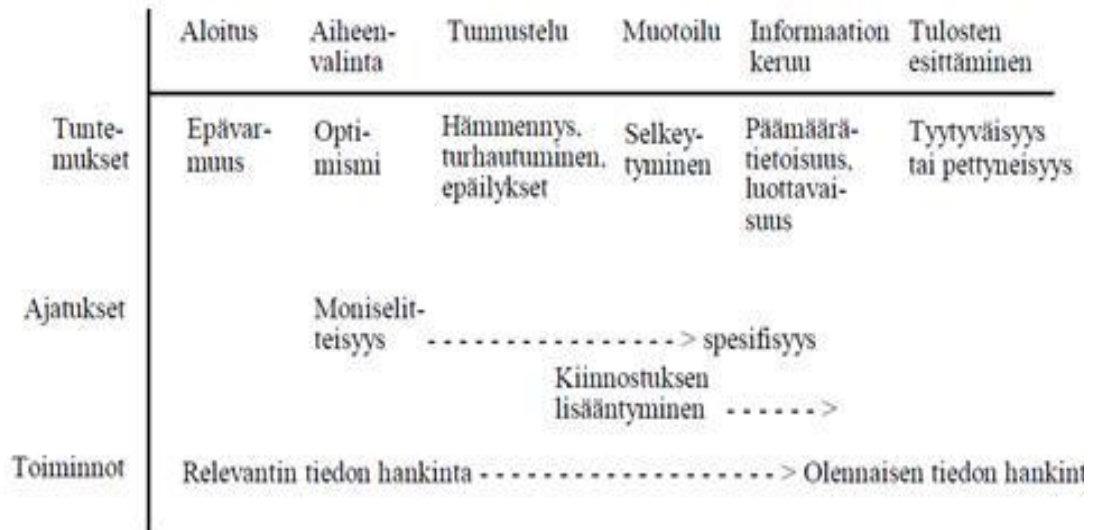 Aloitus Aiheen- Tunnustelu Muotoilu Informaation Tulosten
valinta keruu esittäminen
Tunte- Epävar- Opti- Hämmennys, Selkey- Päämäärä- Tyytyväisyys
mukset muus mismi turhautuminen, tyminen tietoisuus, tai pettyneisyys
epäilykset luottavai-
suus
Ajatukset Moniselit-
teisyys - - - - - - - - - - - - - - - - - > spesifisyys
Kiinnostuksen
lisääntyminen - - - - - - >
Toiminnot Relevantin tiedon hankinta - - - - - - - - - - - - - - - - - - - - > Olennaisen tiedon hankint